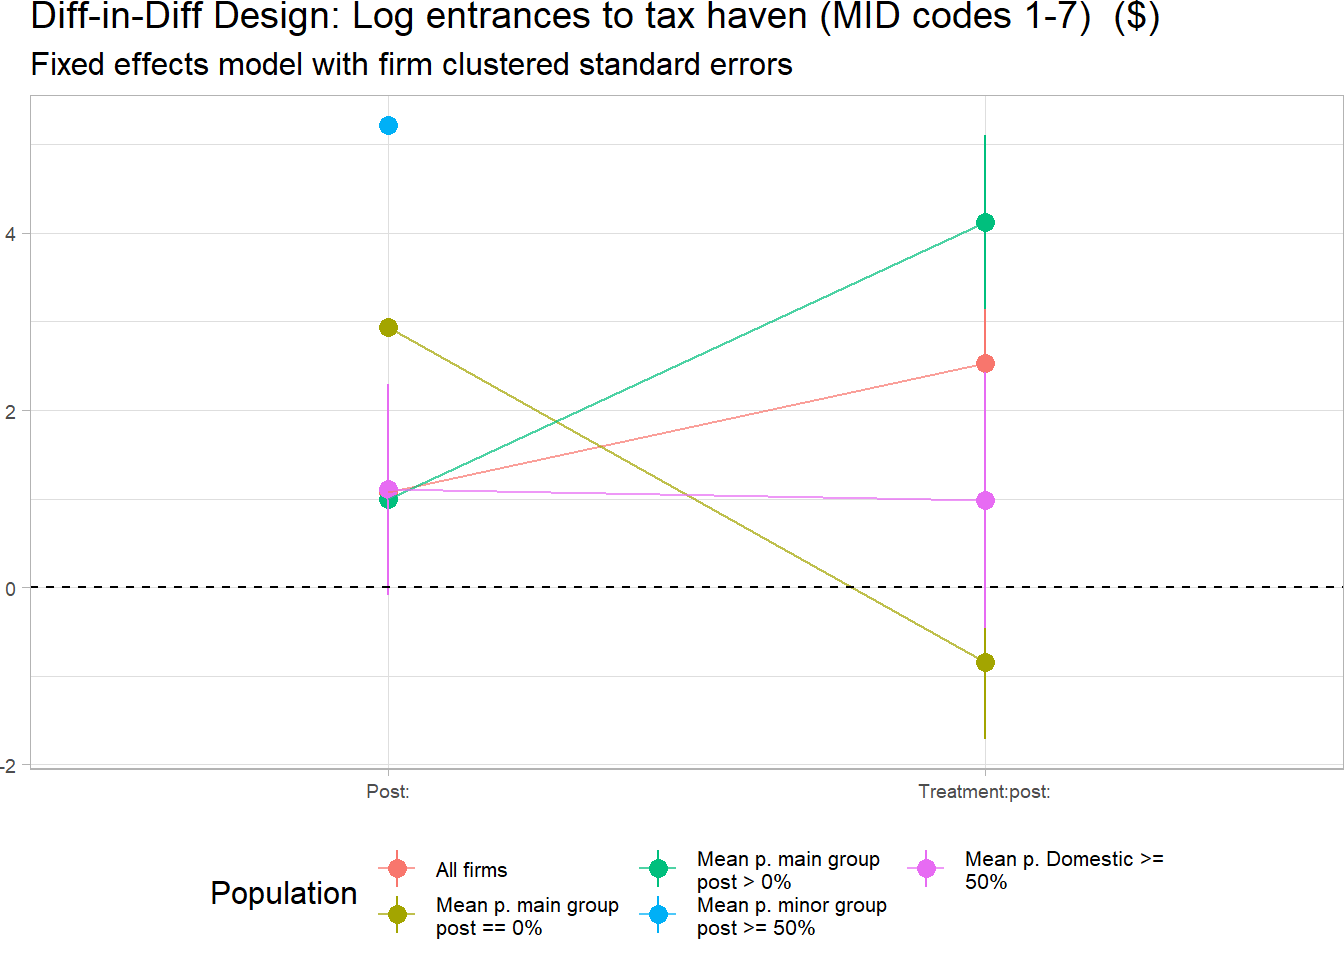 Diff-in-Diff Design: Log entrances to tax haven (MID codes 1-7)  ($)
Fixed effects model with firm clustered standard errors
4
2
0
-2
Post:
Treatment:post:
Population
All firms
Mean p. main group
post == 0%
Mean p. main group
post > 0%
Mean p. minor group
post >= 50%
Mean p. Domestic >=
50%